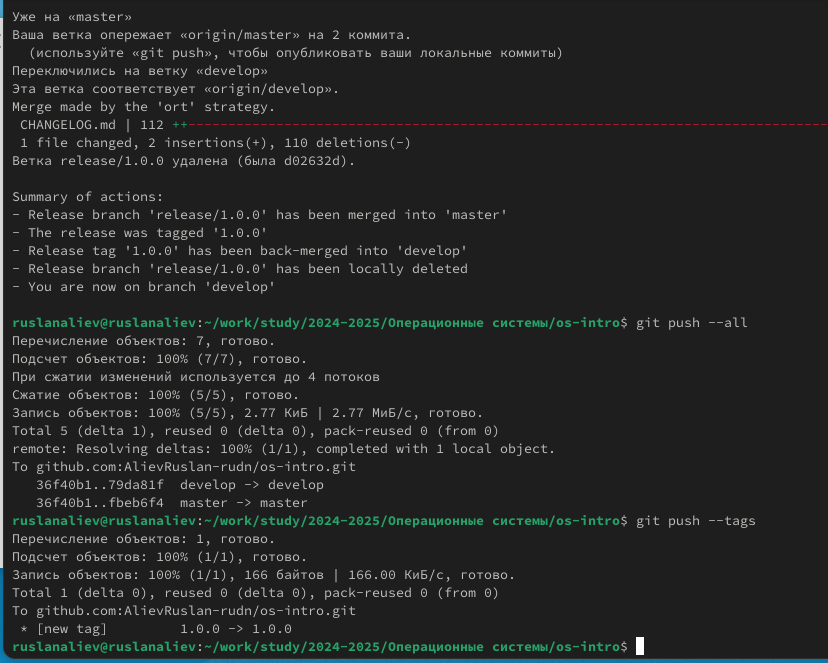 Уже на «master»
Ваша ветка опережает «origin/master» на 2 коммита.
(используйте «git push», чтобы опубликовать ваши локальные коммиты)
Переключились на ветку «develop»
Эта ветка соответствует «origin/develop».
Merge made by the 'ort' strategy.
CHANGELOG.md | 112 ++--------------------------------------------------------------------------------
1 file changed, 2 insertions(+), 110 deletions(-)
Ветка release/1.0.0 удалена (была d02632d).
Summary of actions:
- Release branch 'release/1.0.0' has been merged into 'master'
- The release was tagged '1.0.0'
- Release tag '1.0.0' has been back-merged into 'develop'
- Release branch 'release/1.0.0' has been locally deleted
- You are now on branch 'develop'
ruslanaliev@ruslanaliev:~/work/study/2024-2025/Операционные системы/os-intro$ git push --all
Перечисление объектов: 7, готово.
Подсчет объектов: 100% (7/7), готово.
При сжатии изменений используется до 4 потоков
Сжатие объектов: 100% (5/5), готово.
Запись объектов: 100% (5/5), 2.77 КиБ | 2.77 МиБ/с, готово.
Total 5 (delta 1), reused 0 (delta 0), pack-reused 0 (from 0)
remote: Resolving deltas: 100% (1/1), completed with 1 local object.
To github.com:AlievRuslan-rudn/os-intro.git
36f40b1..79da81f  develop -> develop
36f40b1..fbeb6f4  master -> master
ruslanaliev@ruslanaliev:~/work/study/2024-2025/Операционные системы/os-intro$ git push --tags
Перечисление объектов: 1, готово.
Подсчет объектов: 100% (1/1), готово.
Запись объектов: 100% (1/1), 166 байтов | 166.00 КиБ/с, готово.
Total 1 (delta 0), reused 0 (delta 0), pack-reused 0 (from 0)
To github.com:AlievRuslan-rudn/os-intro.git
* [new tag]         1.0.0 -> 1.0.0
ruslanaliev@ruslanaliev:~/work/study/2024-2025/Операционные системы/os-intro$